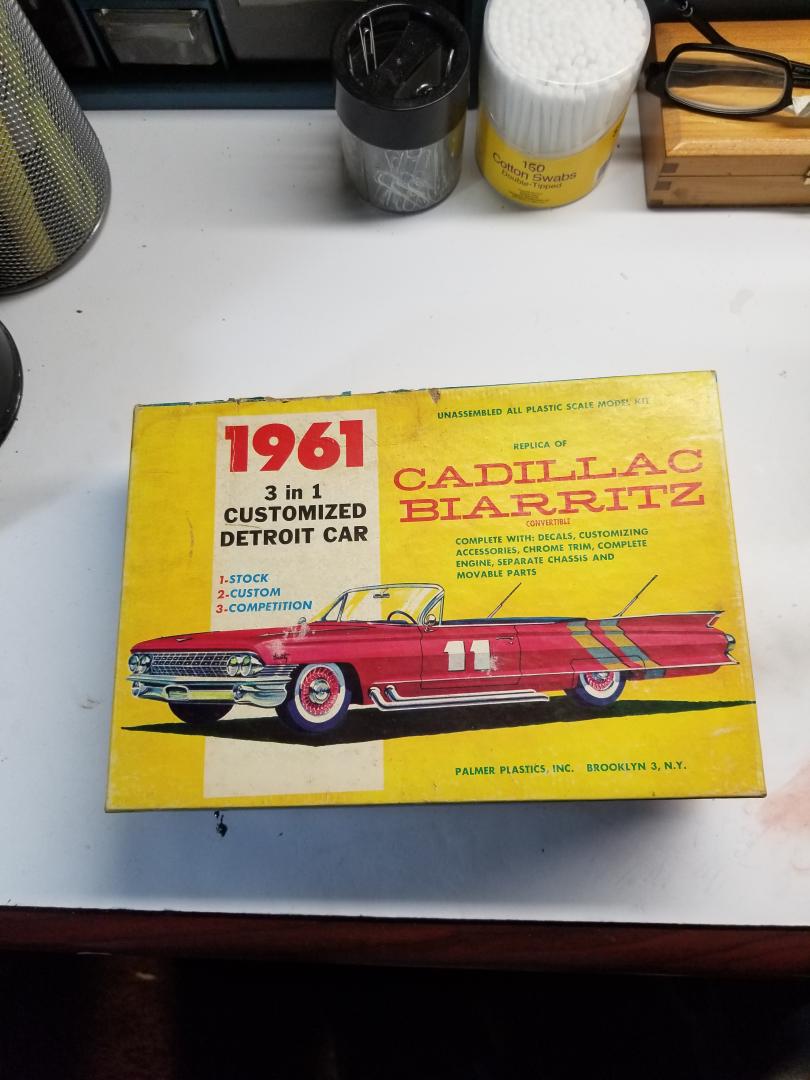 150
Cotton Swabs
Double-Tipped
UNASSEMBLED ALL PLASTIC SCALE MODEL KIT
1961
3 in 1
CUSTOMIZED
DETROIT CAR
1-STOCK
2-CUSTOM
3-COMPETITION
REPLICA OF
CADILLAC
BIARRITZ
CONVERTIBLE
COMPLETE WITH: DECALS, CUSTOMIZING
ACCESSORIES, CHROME TRIM, COMPLETE
ENGINE, SEPARATE CHASSIS AND
MOVABLE PARTS
11
PALMER PLASTICS, INC. BROOKLYN 3, N.Y.